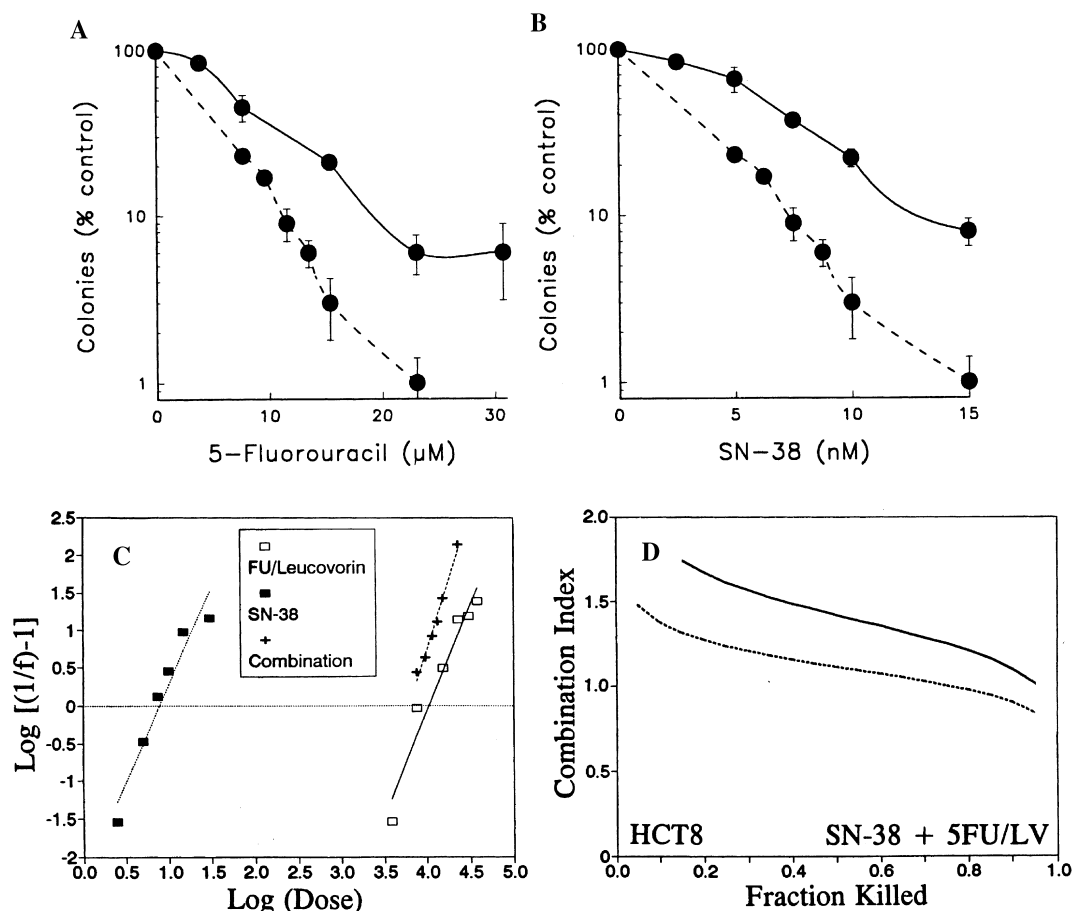 A
Colonies (% control)
100
10
1
0 10 20 30
5-Fluorouracil (µM)
B
Colonies (% control)
100
10
1
0 5 10 15
SN-38 (nM)
C
Log [(1/f)-1]
2.5
2
1.5
1
0.5
0
-0.5
-1
-1.5
-2
FU/Leucovorin
SN-38
Combination
0.0 0.5 1.0 1.5 2.0 2.5 3.0 3.5 4.0 4.5 5.0
Log (Dose)
D
Combination Index
2.0
1.5
1.0
0.5
0
HCT8 SN-38 + 5FU/LV
0.0 0.2 0.4 0.6 0.8 1.0
Fraction Killed